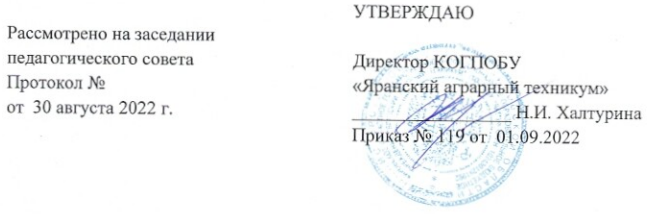 Рассмотрено на заседании
педагогического совета
Протокол №
от 30 августа 2022 г.
УТВЕРЖДАЮ
Директор КОГПОБУ
«Яранский аграрный техникум»
Н.И. Халтурина
Приказ № 119 от 01.09.2022